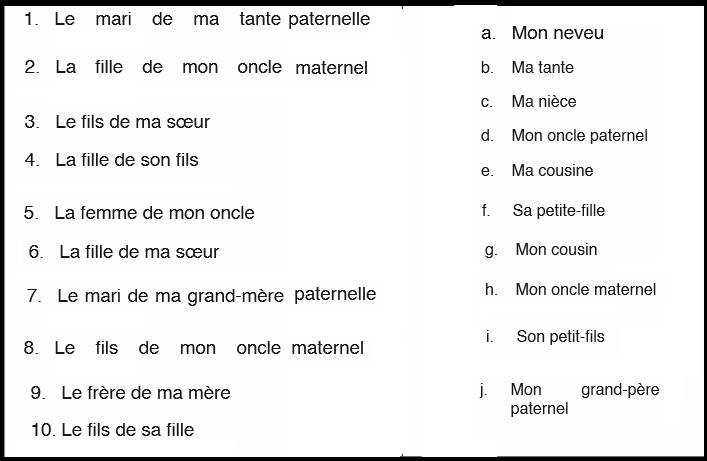 1. Le mari de ma tante paternelle
2. La fille de mon oncle maternel
3. Le fils de ma sœur
4. La fille de son fils
5. La femme de mon oncle
6. La fille de ma sœur
7. Le mari de ma grand-mère paternelle
8. Le fils de mon oncle maternel
9. Le frère de ma mère
10. Le fils de sa fille
a. Mon neveu
b. Ma tante
c. Ma nièce
d. Mon oncle paternel
e. Ma cousine
f. Sa petite-fille
g. Mon cousin
h. Mon oncle maternel
i. Son petit-fils
j. Mon grand-père
paternel